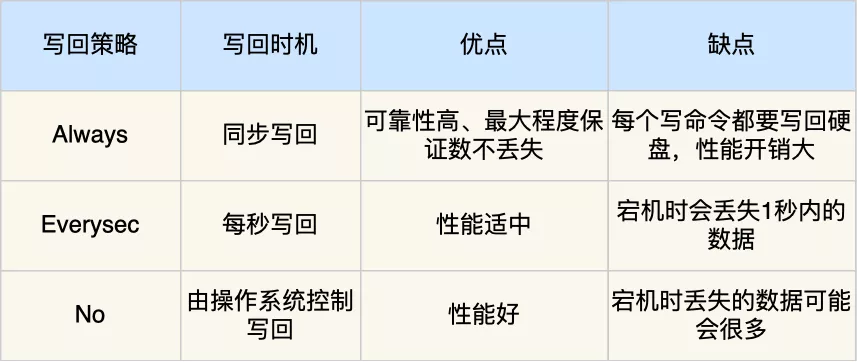 写回策略
写回时机
优点
缺点
Always
同步写回
可靠性高、最大程度保
证数不丢失
每个写命令都要写回硬
盘，性能开销大
Everysec
每秒写回
性能适中
宕机时会丢失1秒内的
数据
No
由操作系统控制
写回
性能好
宕机时丢失的数据可能
会很多